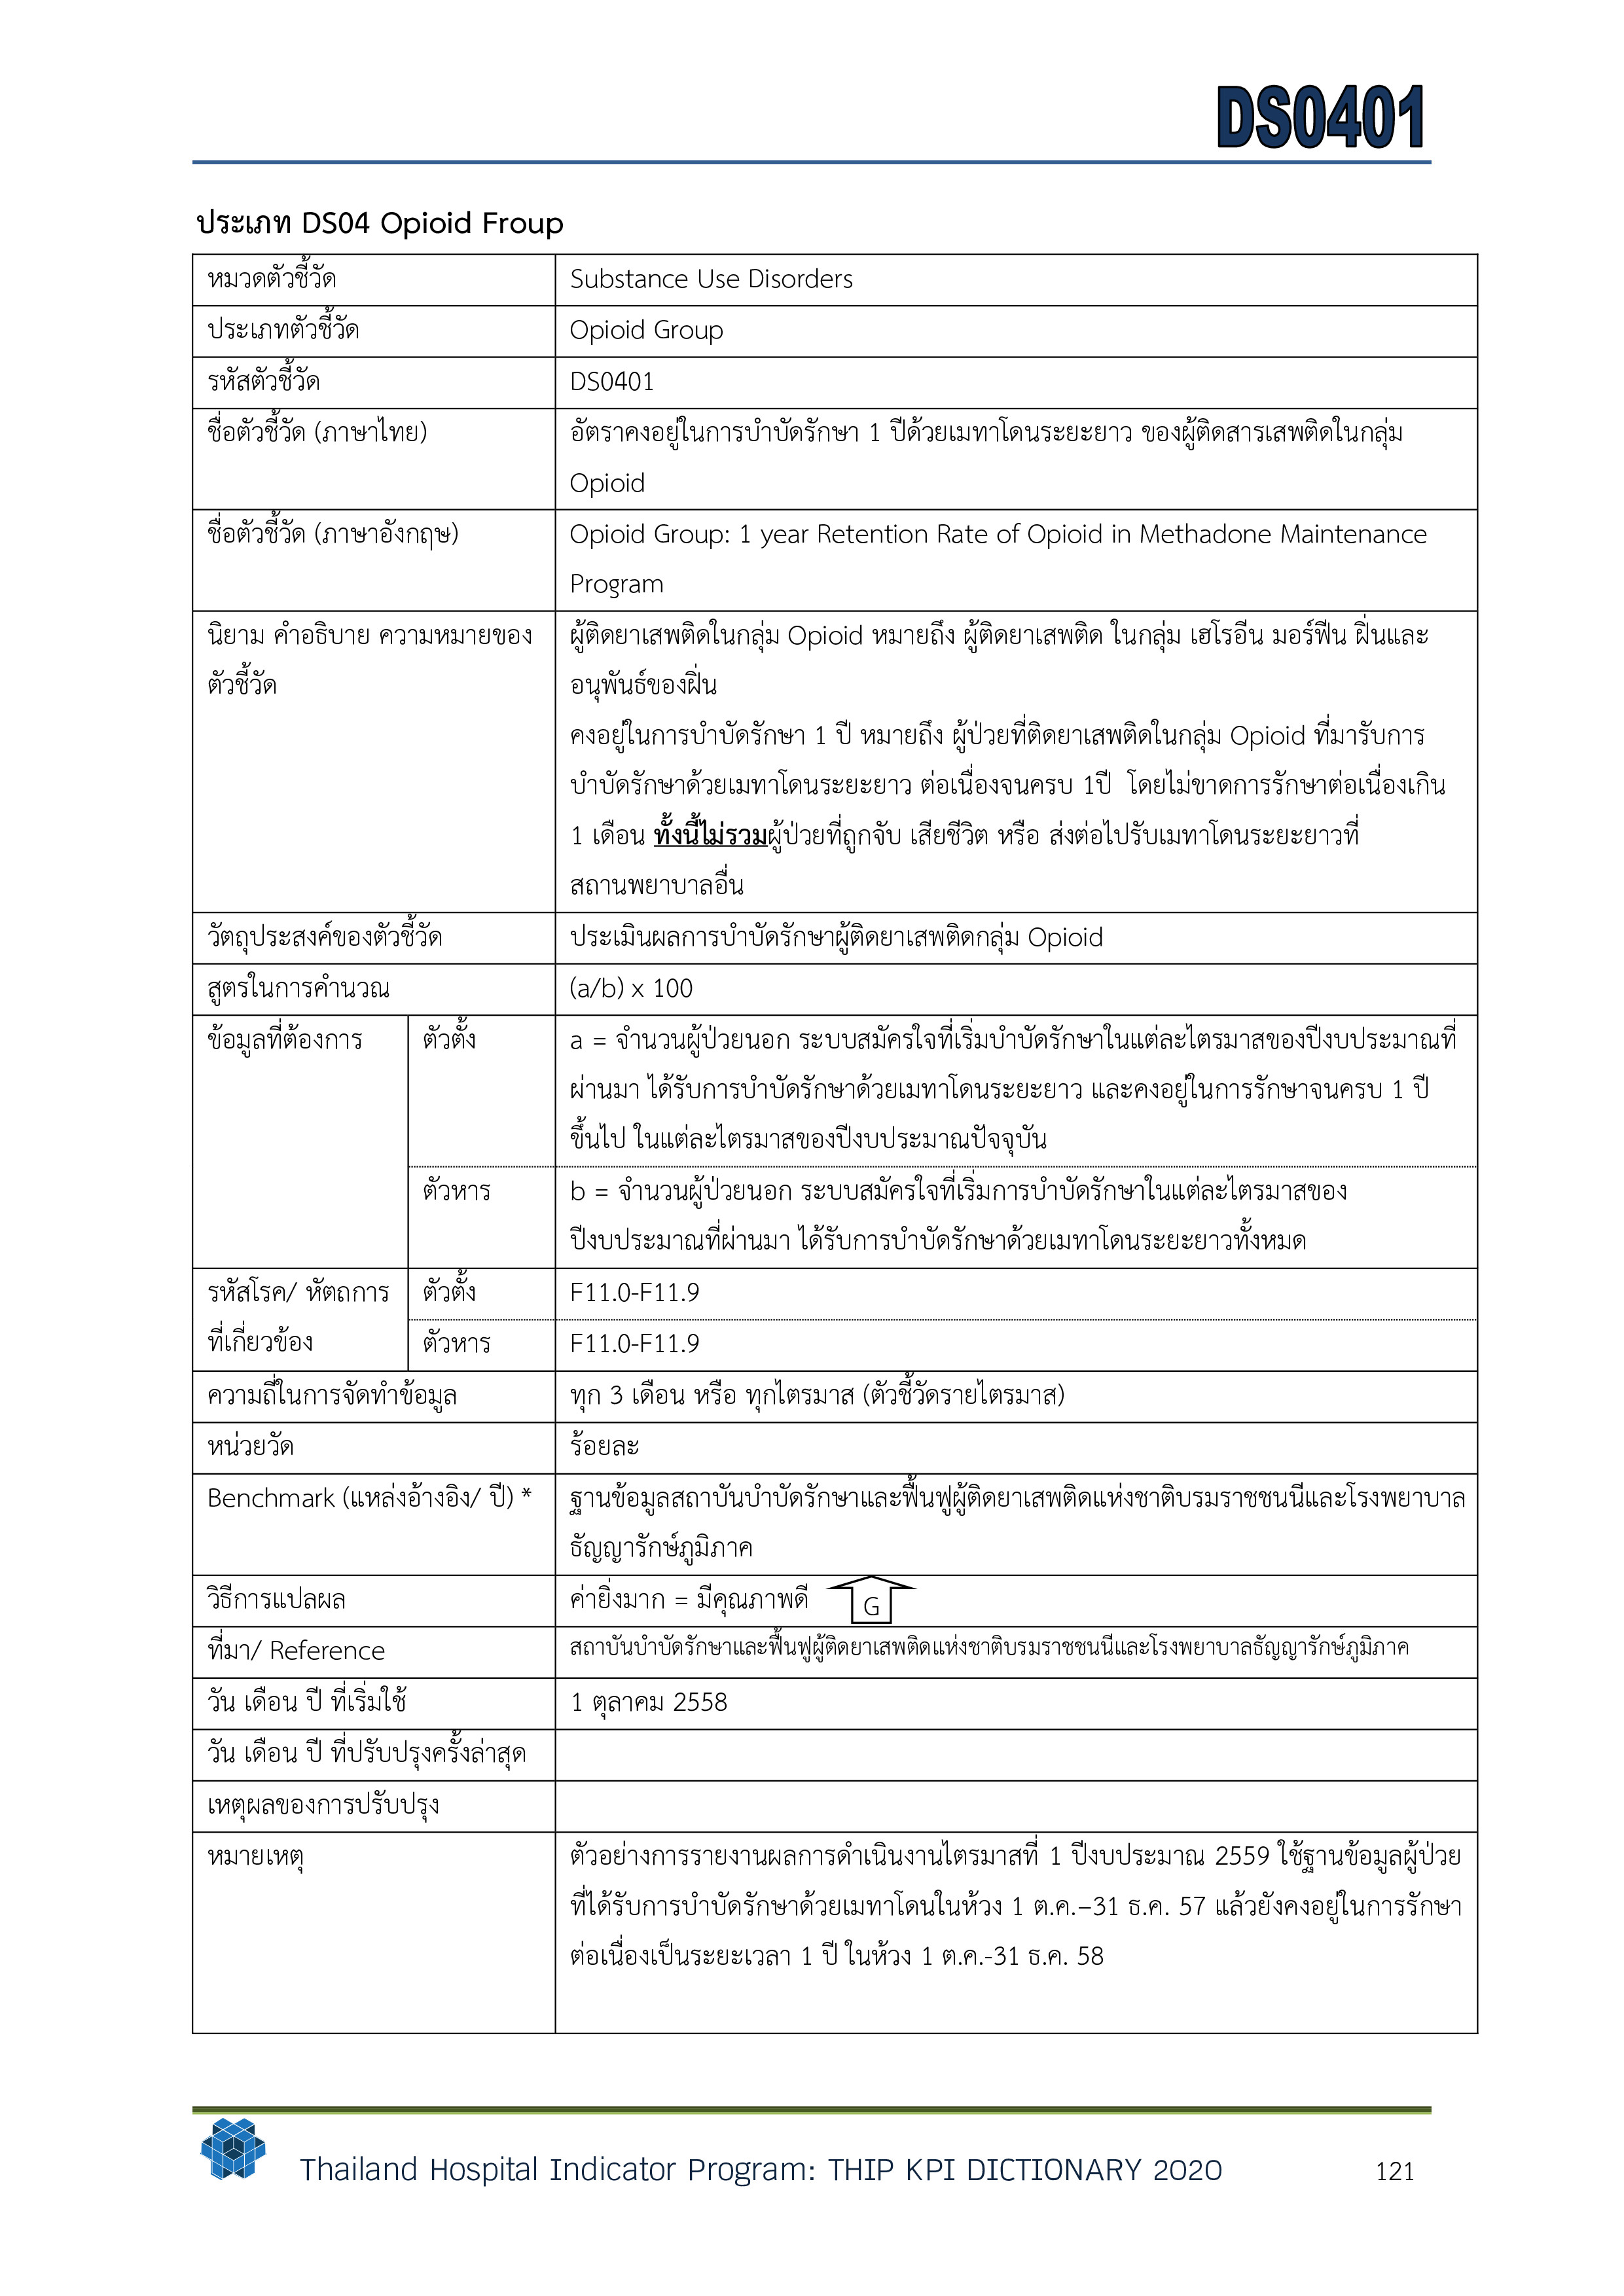 DS0401
ประเภท DS04 Opioid Froup
หมวดตัวชี้วัด Substance Use Disorders
ประเภทตัวชี้วัด Opioid Group
รหัสตัวชี้วัด DS0401
ชื่อตัวชี้วัด (ภาษาไทย) อัตราคงอยู่ในการบำบัดรักษา 1 ปีด้วยเมทาโดนระยะยาว ของผู้ติดสารเสพติดในกลุ่ม
Opioid
ชื่อตัวชี้วัด (ภาษาอังกฤษ) Opioid Group: 1 year Retention Rate of Opioid in Methadone Maintenance
Program
นิยาม คำอธิบาย ความหมายของ ผู้ติดยาเสพติดในกลุ่ม Opioid หมายถึง ผู้ติดยาเสพติด ในกลุ่ม เฮโรอีน มอร์ฟีน ฝิ่นและ
ตัวชี้วัด อนุพันธ์ของฝิ่น
คงอยู่ในการบำบัดรักษา 1 ปี หมายถึง ผู้ป่วยที่ติดยาเสพติดในกลุ่ม Opioid ที่มารับการ
บำบัดรักษาด้วยเมทาโดนระยะยาว ต่อเนื่องจนครบ 1ปี โดยไม่ขาดการรักษาต่อเนื่องเกิน
1 เดือน ทั้งนี้ไม่รวมผู้ป่วยที่ถูกจับ เสียชีวิต หรือ ส่งต่อไปรับเมทาโดนระยะยาวที่
สถานพยาบาลอื่น
วัตถุประสงค์ของตัวชี้วัด ประเมินผลการบำบัดรักษาผู้ติดยาเสพติดกลุ่ม Opioid
สูตรในการคำนวณ (a/b) x 100
ข้อมูลที่ต้องการ ตัวตั้ง a = จำนวนผู้ป่วยนอก ระบบสมัครใจที่เริ่มบำบัดรักษาในแต่ละไตรมาสของปีงบประมาณที่
ผ่านมา ได้รับการบำบัดรักษาด้วยเมทาโดนระยะยาว และคงอยู่ในการรักษาจนครบ 1 ปี
ขึ้นไป ในแต่ละไตรมาสของปีงบประมาณปัจจุบัน
ตัวหาร b = จำนวนผู้ป่วยนอก ระบบสมัครใจที่เริ่มการบำบัดรักษาในแต่ละไตรมาสของ
ปีงบประมาณที่ผ่านมา ได้รับการบำบัดรักษาด้วยเมทาโดนระยะยาวทั้งหมด
รหัสโรค/ หัตถการ ตัวตั้ง F11.0-F11.9
ที่เกี่ยวข้อง ตัวหาร F11.0-F11.9
ความถี่ในการจัดทำข้อมูล ทุก 3 เดือน หรือ ทุกไตรมาส (ตัวชี้วัดรายไตรมาส)
หน่วยวัด ร้อยละ
Benchmark (แหล่งอ้างอิง/ ปี) * ฐานข้อมูลสถาบันบำบัดรักษาและฟื้นฟูผู้ติดยาเสพติดแห่งชาติบรมราชชนนีและโรงพยาบาล
ธัญญารักษ์ภูมิภาค
วิธีการแปลผล ค่ายิ่งมาก = มีคุณภาพดี G
ที่มา/ Reference สถาบันบำบัดรักษาและฟื้นฟูผู้ติดยาเสพติดแห่งชาติบรมราชชนนีและโรงพยาบาลธัญญารักษ์ภูมิภาค
วัน เดือน ปี ที่เริ่มใช้ 1 ตุลาคม 2558
วัน เดือน ปี ที่ปรับปรุงครั้งล่าสุด
เหตุผลของการปรับปรุง
หมายเหตุ ตัวอย่างการรายงานผลการดำเนินงานไตรมาสที่ 1 ปีงบประมาณ 2559 ใช้ฐานข้อมูลผู้ป่วย
ที่ได้รับการบำบัดรักษาด้วยเมทาโดนในห้วง 1 ต.ค.–31 ธ.ค. 57 แล้วยังคงอยู่ในการรักษา
ต่อเนื่องเป็นระยะเวลา 1 ปี ในห้วง 1 ต.ค.-31 ธ.ค. 58
Thailand Hospital Indicator Program: THIP KPI DICTIONARY 2020 121